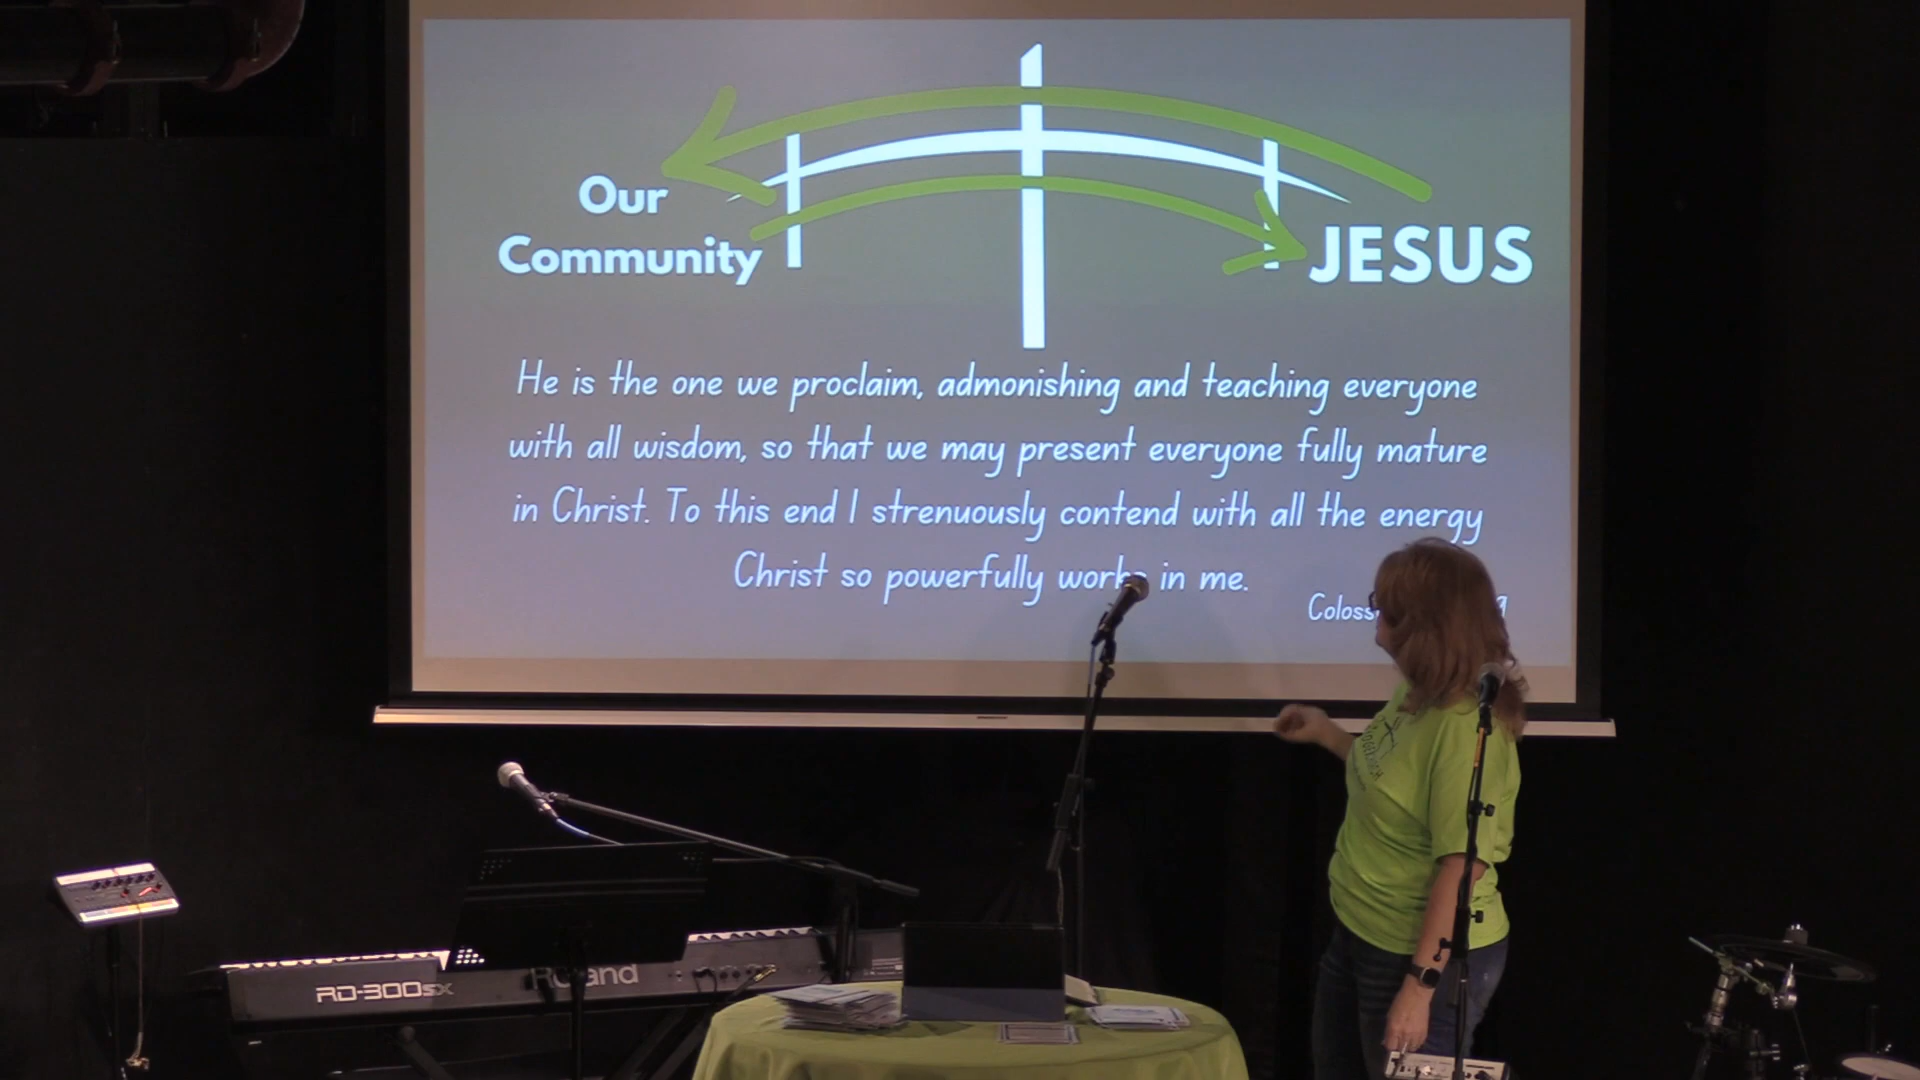 Our
Community
JESUS
He is the one we proclaim, admonishing and teaching everyone
with all wisdom, so that we may present everyone fully mature
in Christ. To this end I strenuously contend with all the energy
Christ so powerfully works in me.
RD-300SX
Roland